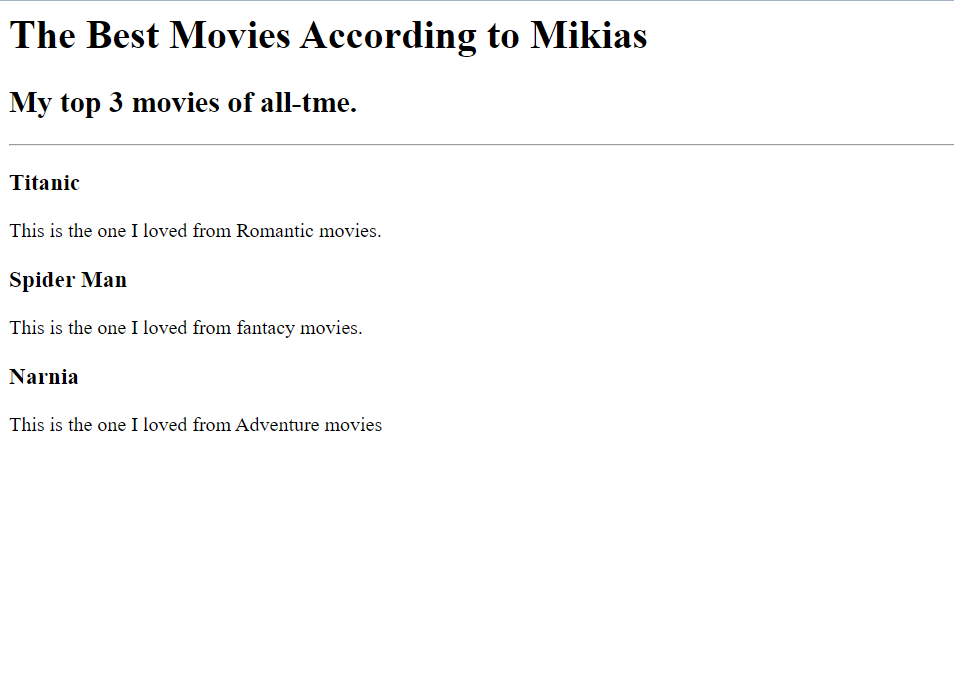 The Best Movies According to Mikias
My top 3 movies of all-tme.
Titanic
This is the one I loved from Romantic movies.
Spider Man
This is the one I loved from fantacy movies.
Narnia
This is the one I loved from Adventure movies